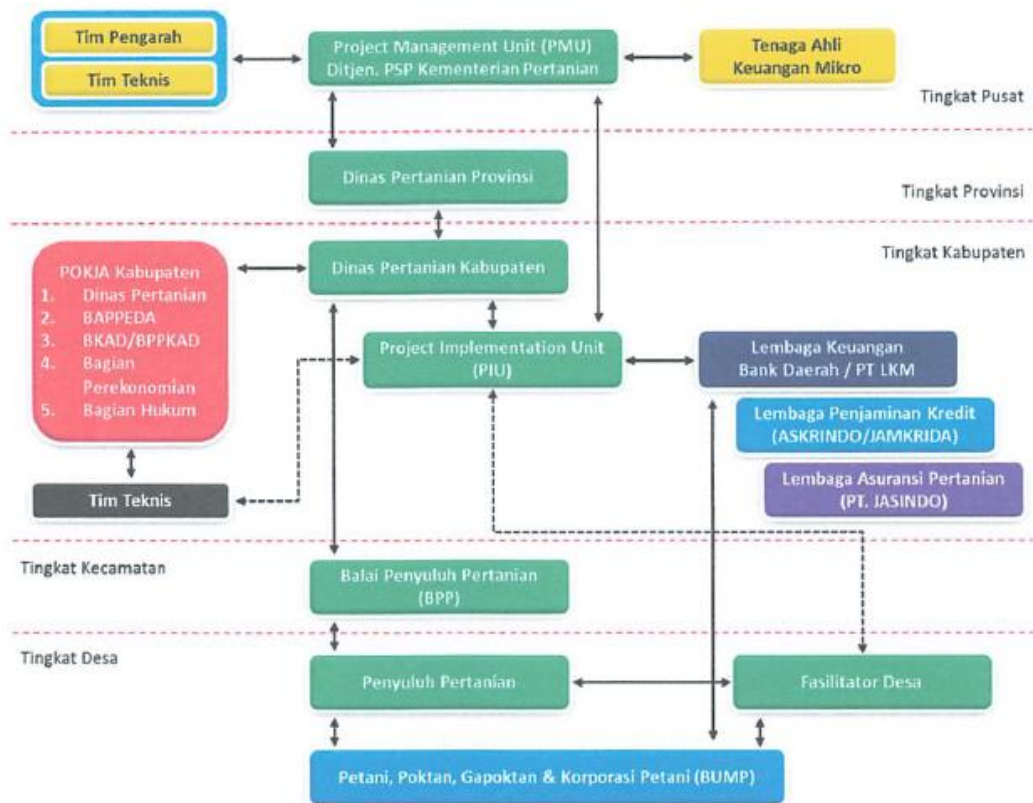 Tim Pengarah
Tim Teknis
Project Management Unit (PMU)
Ditjen. PSP Kementerian Pertanian
Tenaga Ahli
Keuangan Mikro
Tingkat Pusat
Dinas Pertanian Provinsi
Tingkat Provinsi
Tingkat Kabupaten
POKJA Kabupaten
1. Dinas Pertanian
2. BAPPEDA
3. BKAD/BPPKAD
4. Bagian
Perekonomian
5. Bagian Hukum
Dinas Pertanian Kabupaten
Project Implementation Unit
(PIU)
Lembaga Keuangan
Bank Daerah / PT LKM
Lembaga Penjaminan Kredit
(ASKRINDO/JAMKRIDA)
Lembaga Asuransi Pertanian
(PT. JASINDO)
Tim Teknis
Tingkat Kecamatan
Balai Penyuluh Pertanian
(BPP)
Tingkat Desa
Penyuluh Pertanian
Fasilitator Desa
Petani, Poktan, Gapoktan & Korporasi Petani (BUMP)